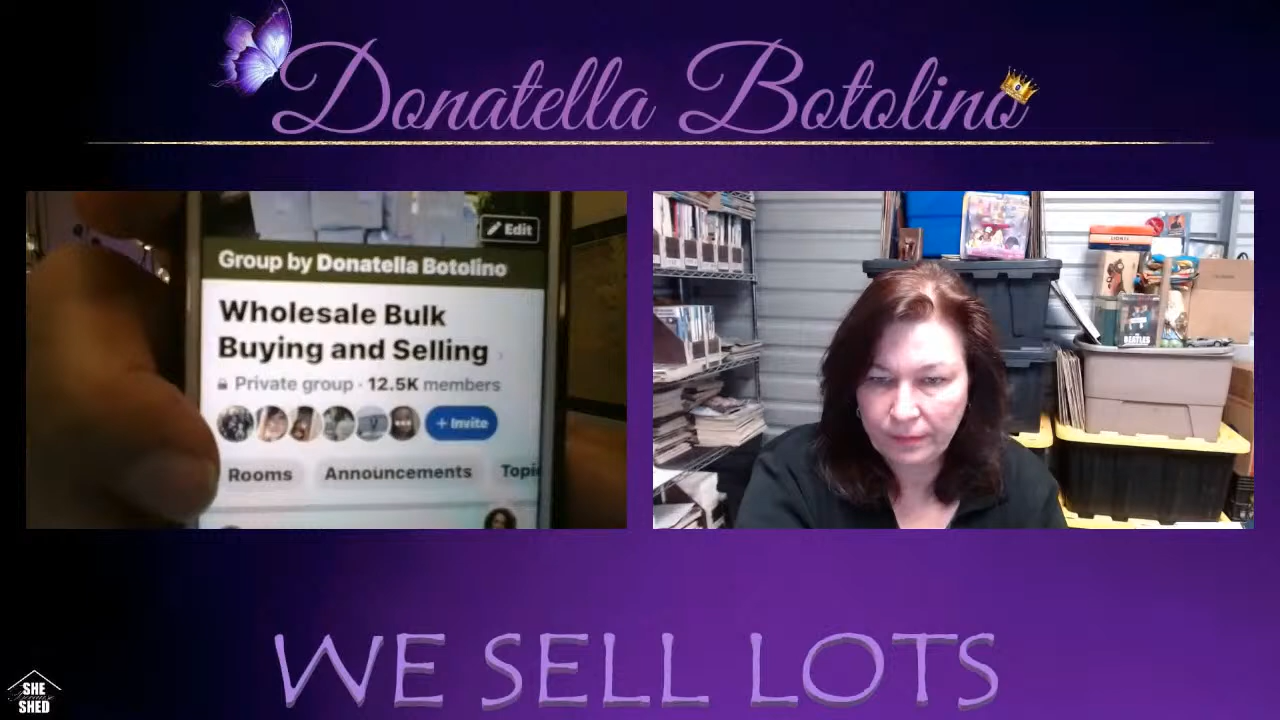 Donatella Botolino
Edit
Group by Donatella Botolino
Wholesale Bulk
Buying and Selling
Private group · 12.5K members
+ Invite
Rooms
Announcements
LIONEL
THE BEATLES
WE SELL LOTS
SHE
SHED